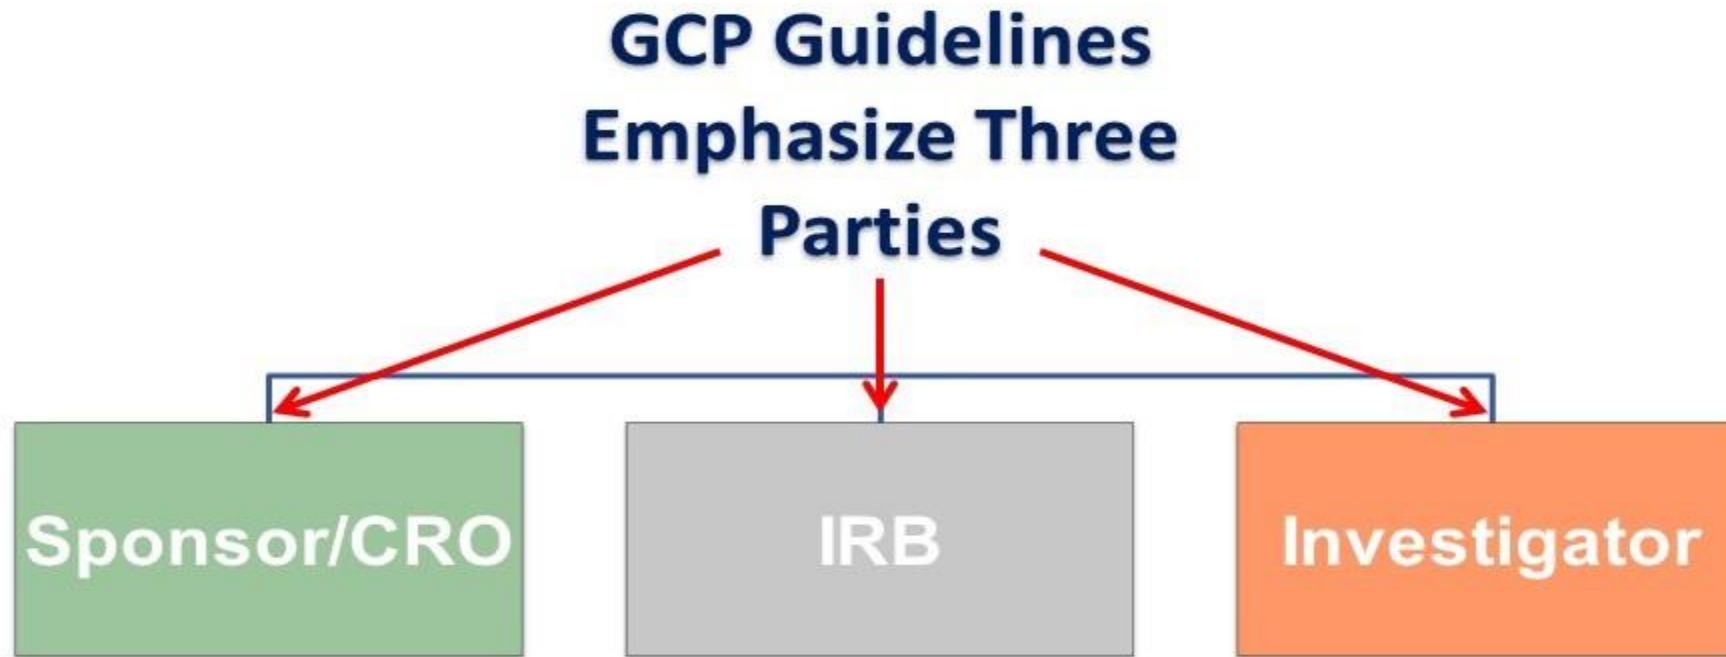 GCP Guidelines
Emphasize Three
Parties
Sponsor/CRO
IRB
Investigator